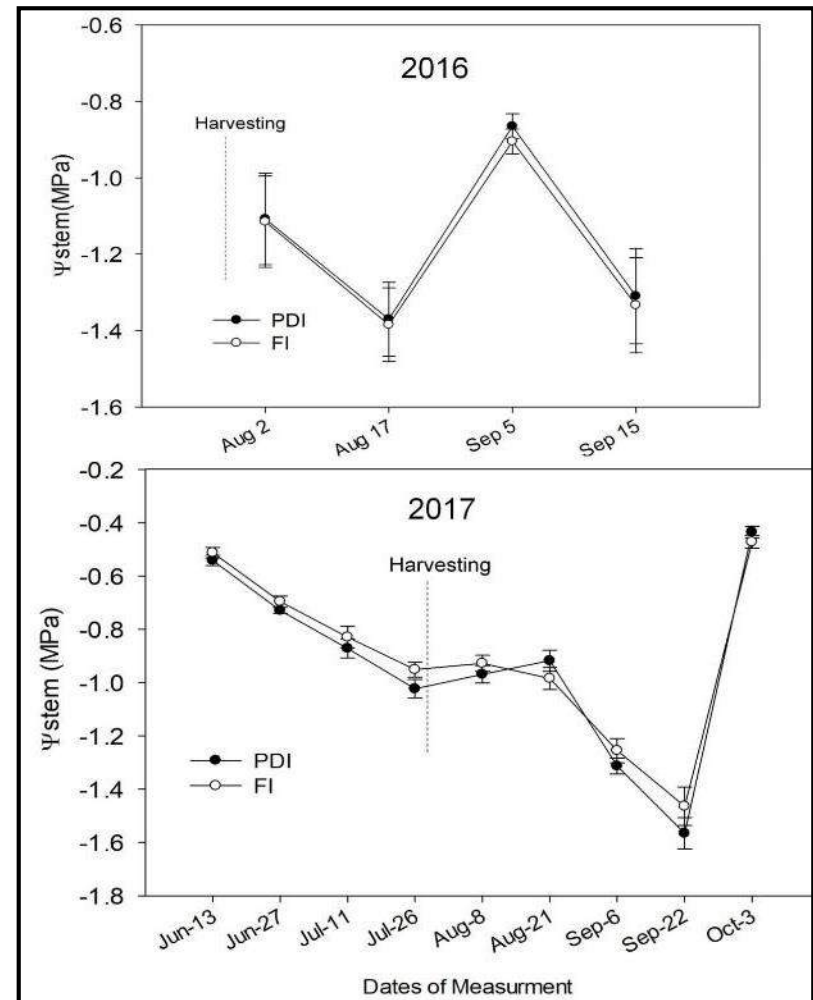 2016
Harvesting
Ψstem(MPa)
-0.6
-0.8
-1.0
-1.2
-1.4
-1.6
PDI
FI
Aug 2
Aug 17
Sep 5
Sep 15
2017
Harvesting
Ψstem (MPa)
-0.2
-0.4
-0.6
-0.8
-1.0
-1.2
-1.4
-1.6
-1.8
PDI
FI
Jun-13
Jun-27
Jul-11
Jul-26
Aug-8
Aug-21
Sep-6
Sep-22
Oct-3
Dates of Measurment